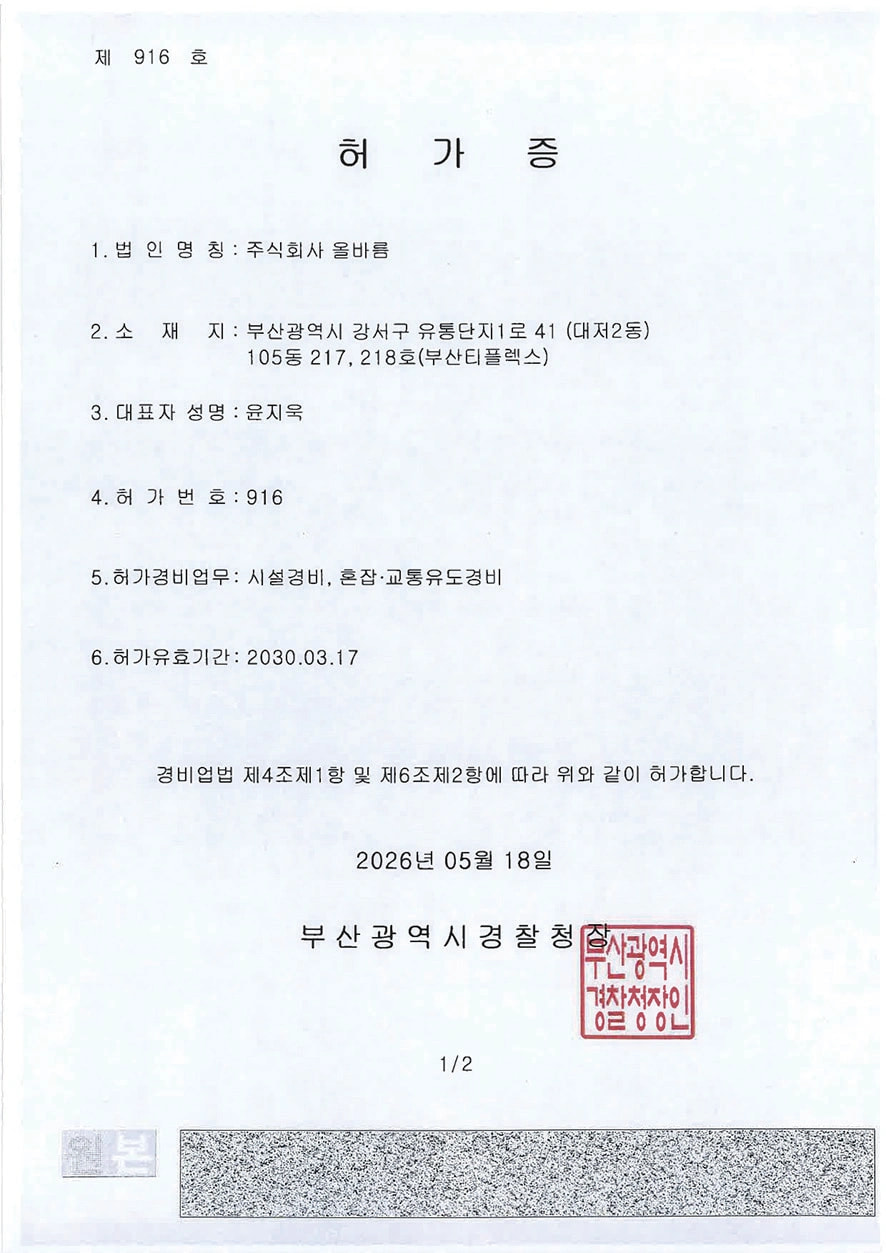 제 916 호
허 가 증
1. 법 인 명 칭 : 주식회사 올바름
2. 소 재 지 : 부산광역시 강서구 유통단지1로 41 (대저2동)
105동 217, 218호(부산티플렉스)
3. 대표자 성명 : 윤지욱
4. 허 가 번 호 : 916
5. 허가경비업무: 시설경비, 혼잡·교통유도경비
6. 허가유효기간: 2030.03.17
경비업법 제4조제1항 및 제6조제2항에 따라 위와 같이 허가합니다.
2026년 05월 18일
부산광역시경찰청장
부산광역시
경찰청장인
1/2
원본